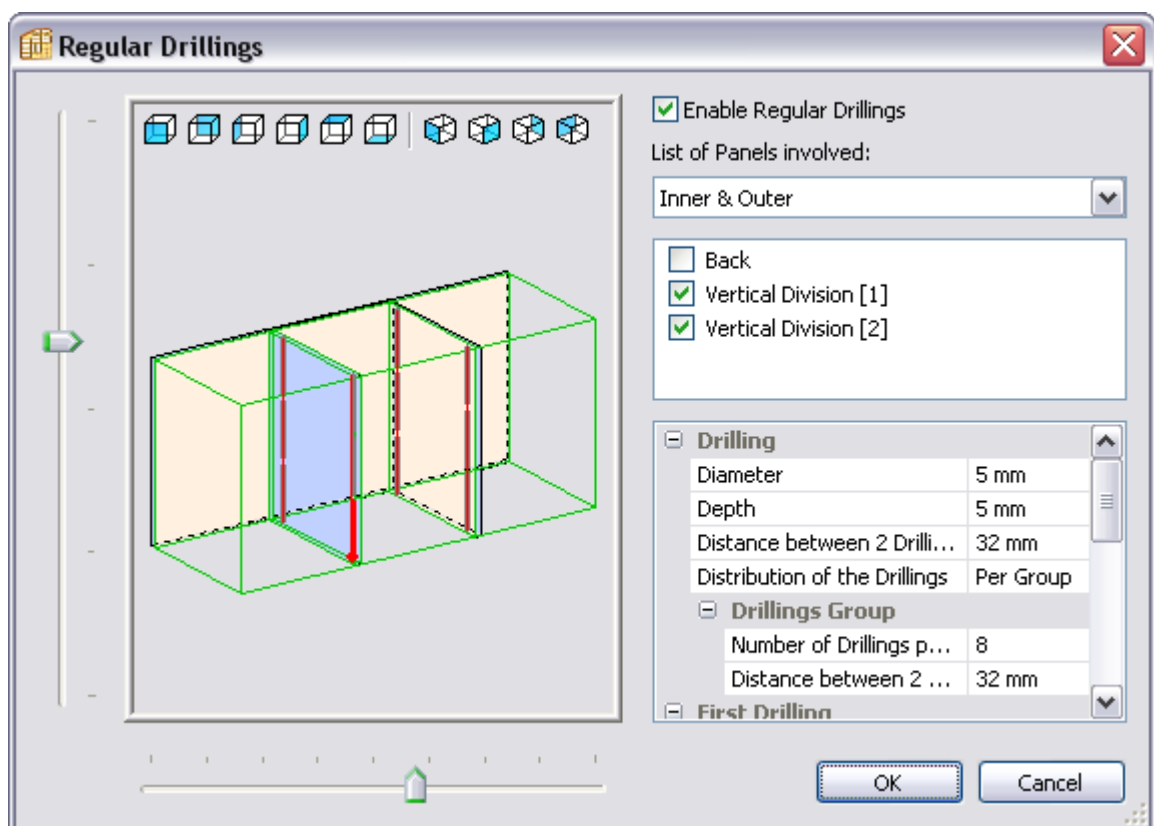 Regular Drillings
Enable Regular Drillings
List of Panels involved:
Inner & Outer
Back
Vertical Division [1]
Vertical Division [2]
Drilling
Diameter 5 mm
Depth 5 mm
Distance between 2 Drilli... 32 mm
Distribution of the Drillings Per Group
Drillings Group
Number of Drillings p... 8
Distance between 2 ... 32 mm
First Drilling
OK Cancel